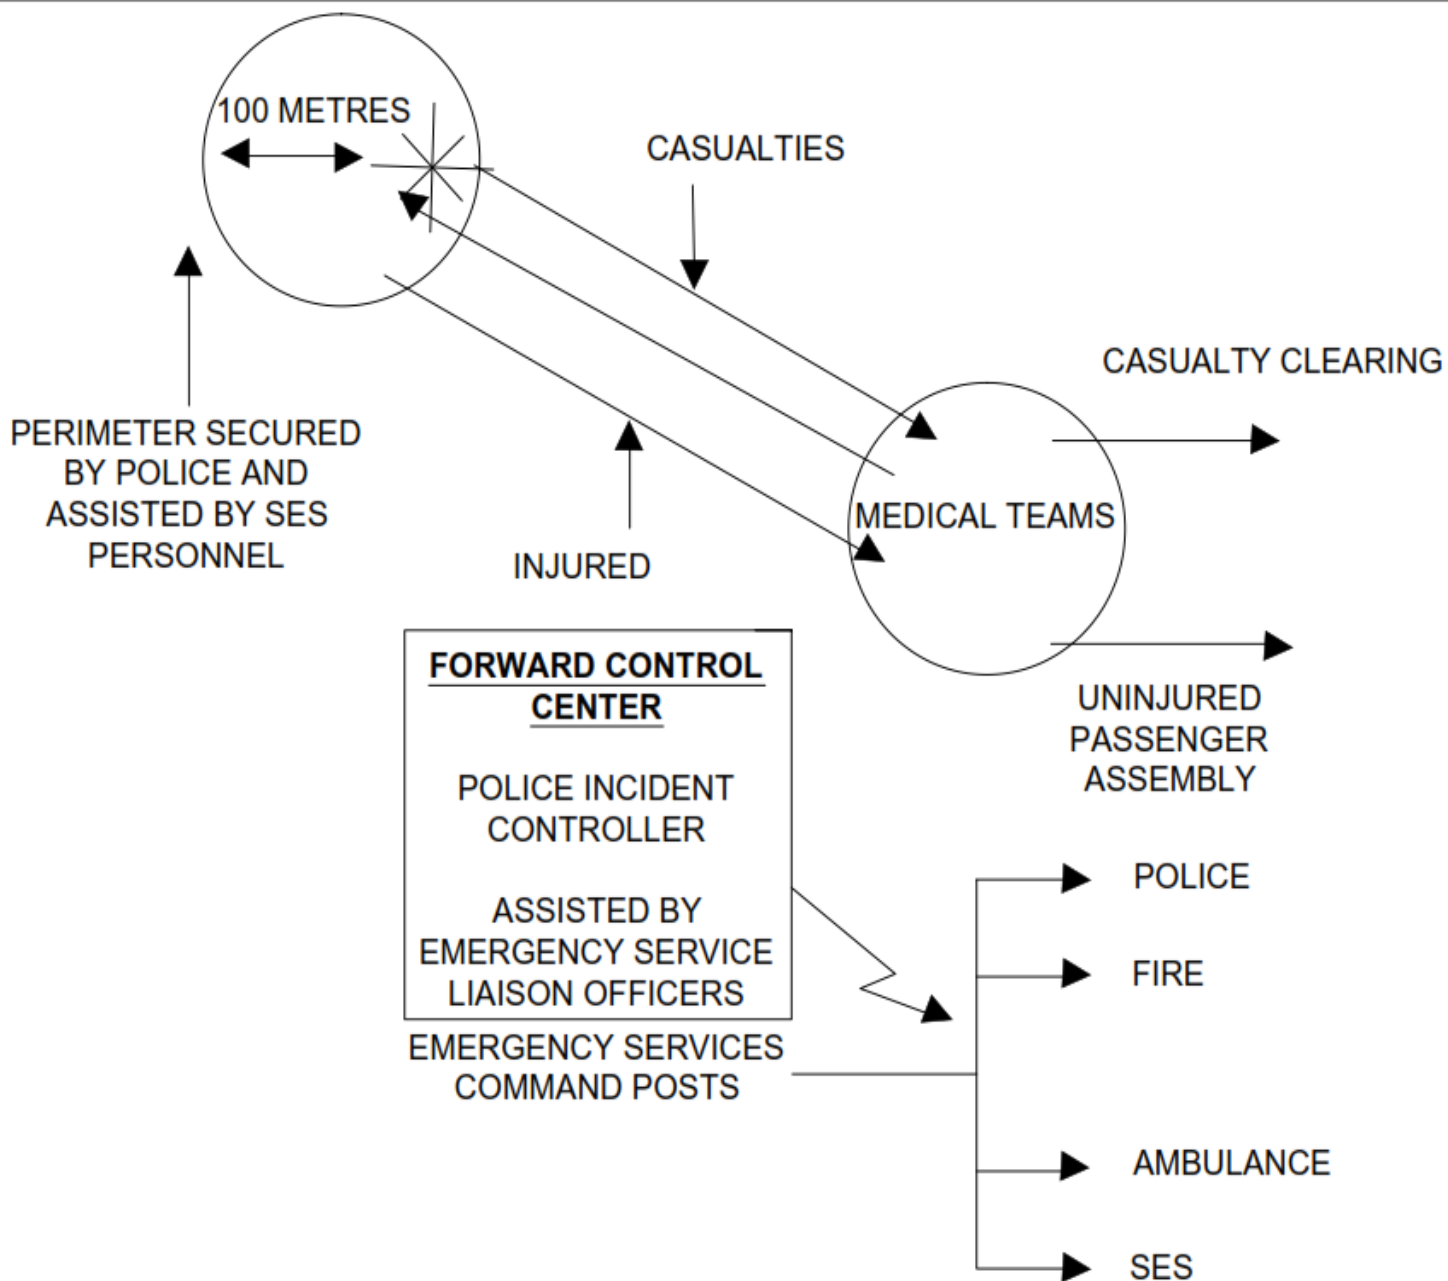 100 METRES
CASUALTIES
CASUALTY CLEARING
PERIMETER SECURED
BY POLICE AND
ASSISTED BY SES
PERSONNEL
MEDICAL TEAMS
INJURED
FORWARD CONTROL
CENTER
POLICE INCIDENT
CONTROLLER
ASSISTED BY
EMERGENCY SERVICE
LIAISON OFFICERS
UNINJURED
PASSENGER
ASSEMBLY
EMERGENCY SERVICES
COMMAND POSTS
POLICE
FIRE
AMBULANCE
SES